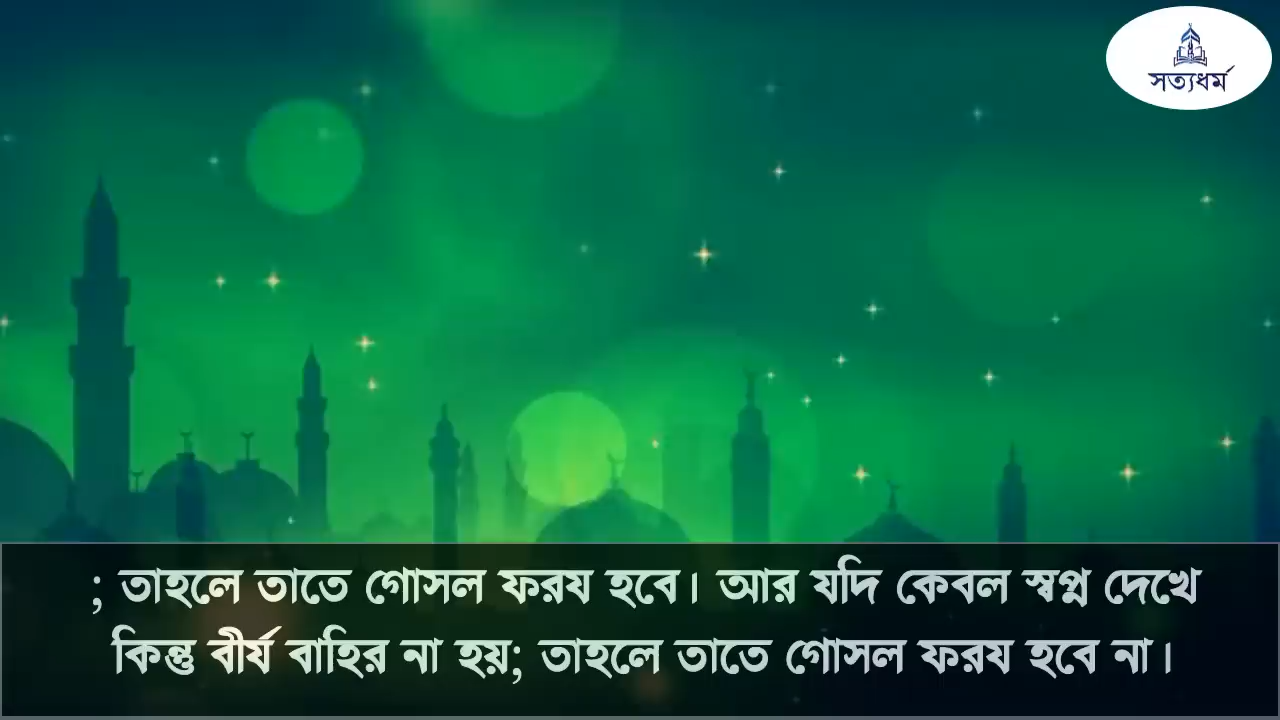 সত্যধর্ম
; তাহলে তাতে গোসল ফরয হবে। আর যদি কেবল স্বপ্ন দেখে
কিন্তু বীর্য বাহির না হয়; তাহলে তাতে গোসল ফরয হবে না।